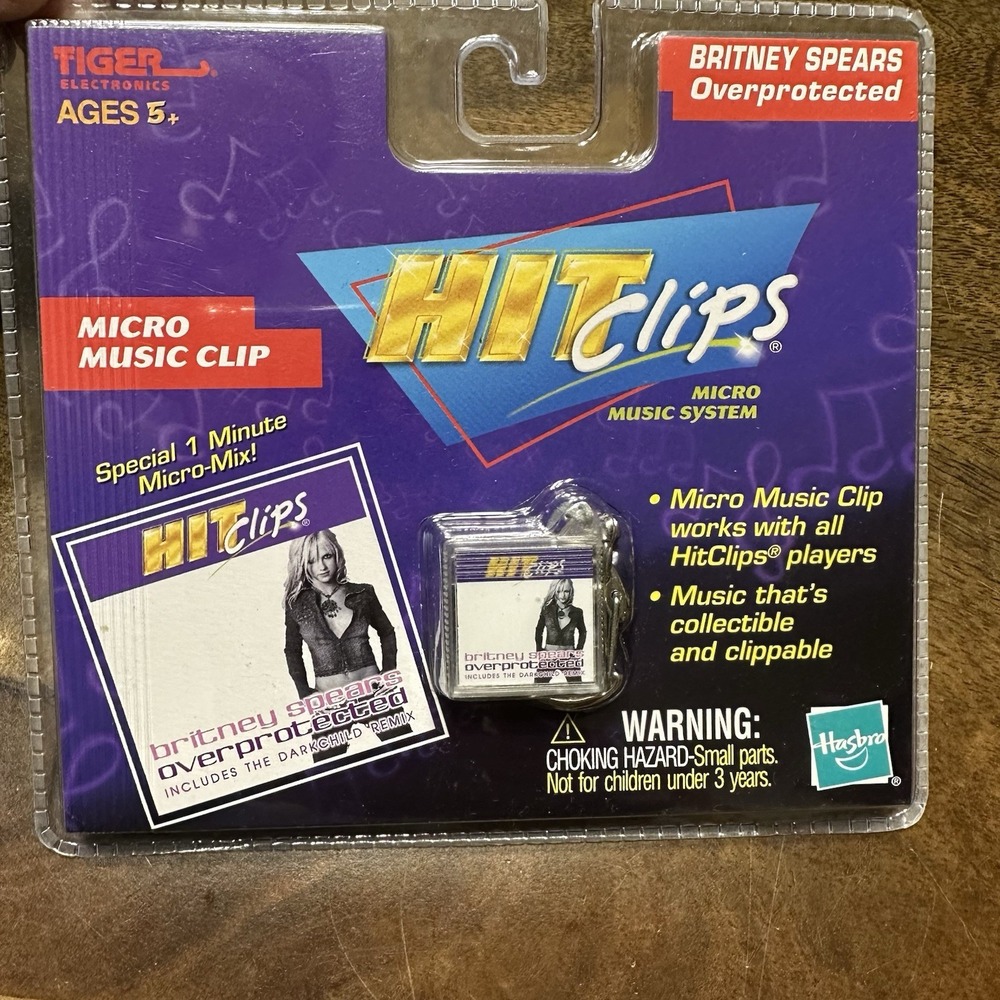 TIGER
ELECTRONICS
AGES 5+
BRITNEY SPEARS
Overprotected
HIT Clips ®
MICRO
MUSIC SYSTEM
MICRO
MUSIC CLIP
Special 1 Minute
Micro-Mix!
HIT Clips ®
britney spears
overprotected
INCLUDES THE DARKCHILD REMIX
HIT Clips
britney spears
overprotected
INCLUDES THE DARKCHILD REMIX
• Micro Music Clip
works with all
HitClips® players
• Music that's
collectible
and clippable
WARNING:
CHOKING HAZARD-Small parts.
Not for children under 3 years.
Hasbro ®